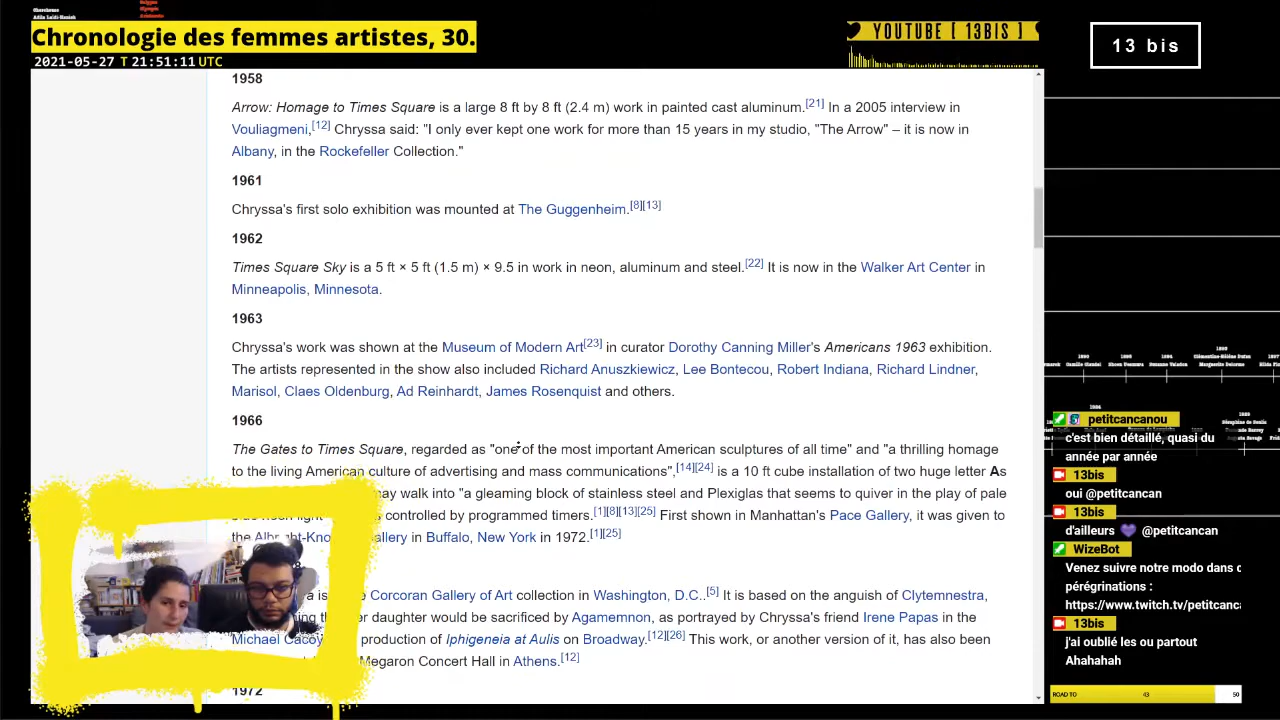 Chercheuse
Adila Laïdi-Hanieh
Chronologie des femmes artistes, 30.
2021-05-27 T 21:51:11 UTC
YOUTUBE [ 13BIS ]
13 bis
1958
Arrow: Homage to Times Square is a large 8 ft by 8 ft (2.4 m) work in painted cast aluminum.[21] In a 2005 interview in
Vouliagmeni,[12] Chryssa said: "I only ever kept one work for more than 15 years in my studio, "The Arrow" – it is now in
Albany, in the Rockefeller Collection."
1961
Chryssa's first solo exhibition was mounted at The Guggenheim.[8][13]
1962
Times Square Sky is a 5 ft × 5 ft (1.5 m) × 9.5 in work in neon, aluminum and steel.[22] It is now in the Walker Art Center in
Minneapolis, Minnesota.
1963
Chryssa's work was shown at the Museum of Modern Art[23] in curator Dorothy Canning Miller's Americans 1963 exhibition.
The artists represented in the show also included Richard Anuszkiewicz, Lee Bontecou, Robert Indiana, Richard Lindner,
Marisol, Claes Oldenburg, Ad Reinhardt, James Rosenquist and others.
1966
The Gates to Times Square, regarded as "one of the most important American sculptures of all time" and "a thrilling homage
to the living American culture of advertising and mass communications",[14][24] is a 10 ft cube installation of two huge letter As
may walk into "a gleaming block of stainless steel and Plexiglas that seems to quiver in the play of pale
controlled by programmed timers.[1][8][13][25] First shown in Manhattan's Pace Gallery, it was given to
the in Buffalo, New York in 1972.[1][25]
Corcoran Gallery of Art collection in Washington, D.C..[5] It is based on the anguish of Clytemnestra,
daughter would be sacrificed by Agamemnon, as portrayed by Chryssa's friend Irene Papas in the
Michael production of Iphigeneia at Aulis on Broadway.[12][26] This work, or another version of it, has also been
Megaron Concert Hall in Athens.[12]
1972
petitcancanou
c'est bien détaillé, quasi du
année par année
13bis
oui @petitcancan
13bis
d'ailleurs 💜 @petitcancan
WizeBot
Venez suivre notre modo dans
pérégrinations :
https://www.twitch.tv/petitcanc
13bis
j'ai oublié les ou partout
Ahahahah
ROAD TO 43 50